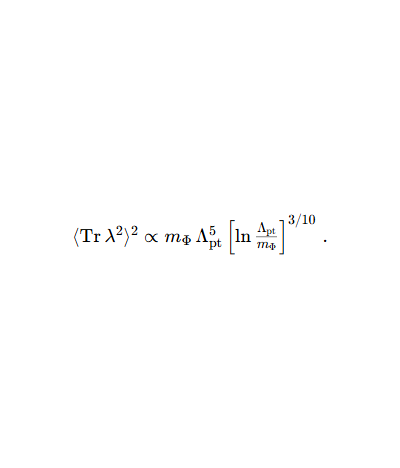 ⟨Tr λ²⟩² ∝ m_Φ Λ_pt^5 [ln Λ_pt/m_Φ]^{3/10} .